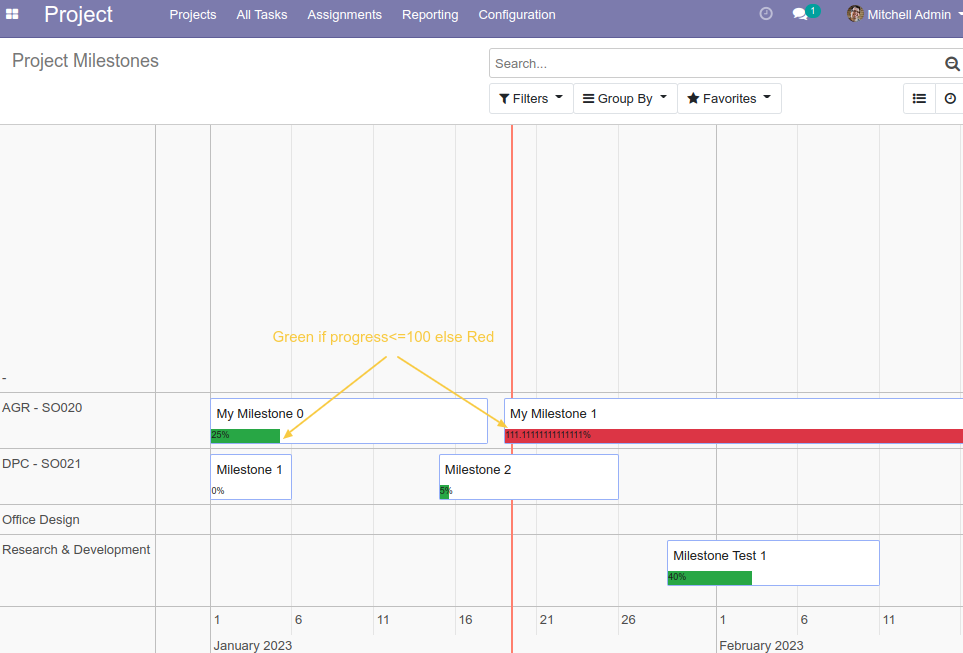 Project Projects All Tasks Assignments Reporting Configuration 1 Mitchell Admin
Project Milestones
Search...
Filters Group By Favorites
Green if progress<=100 else Red
-
AGR - SO020
My Milestone 0
My Milestone 1
25%
111.11111111111111%
DPC - SO021
Milestone 1
Milestone 2
0%
5%
Office Design
Research & Development
Milestone Test 1
40%
1 6 11 16 21 26 1 6 11
January 2023 February 2023